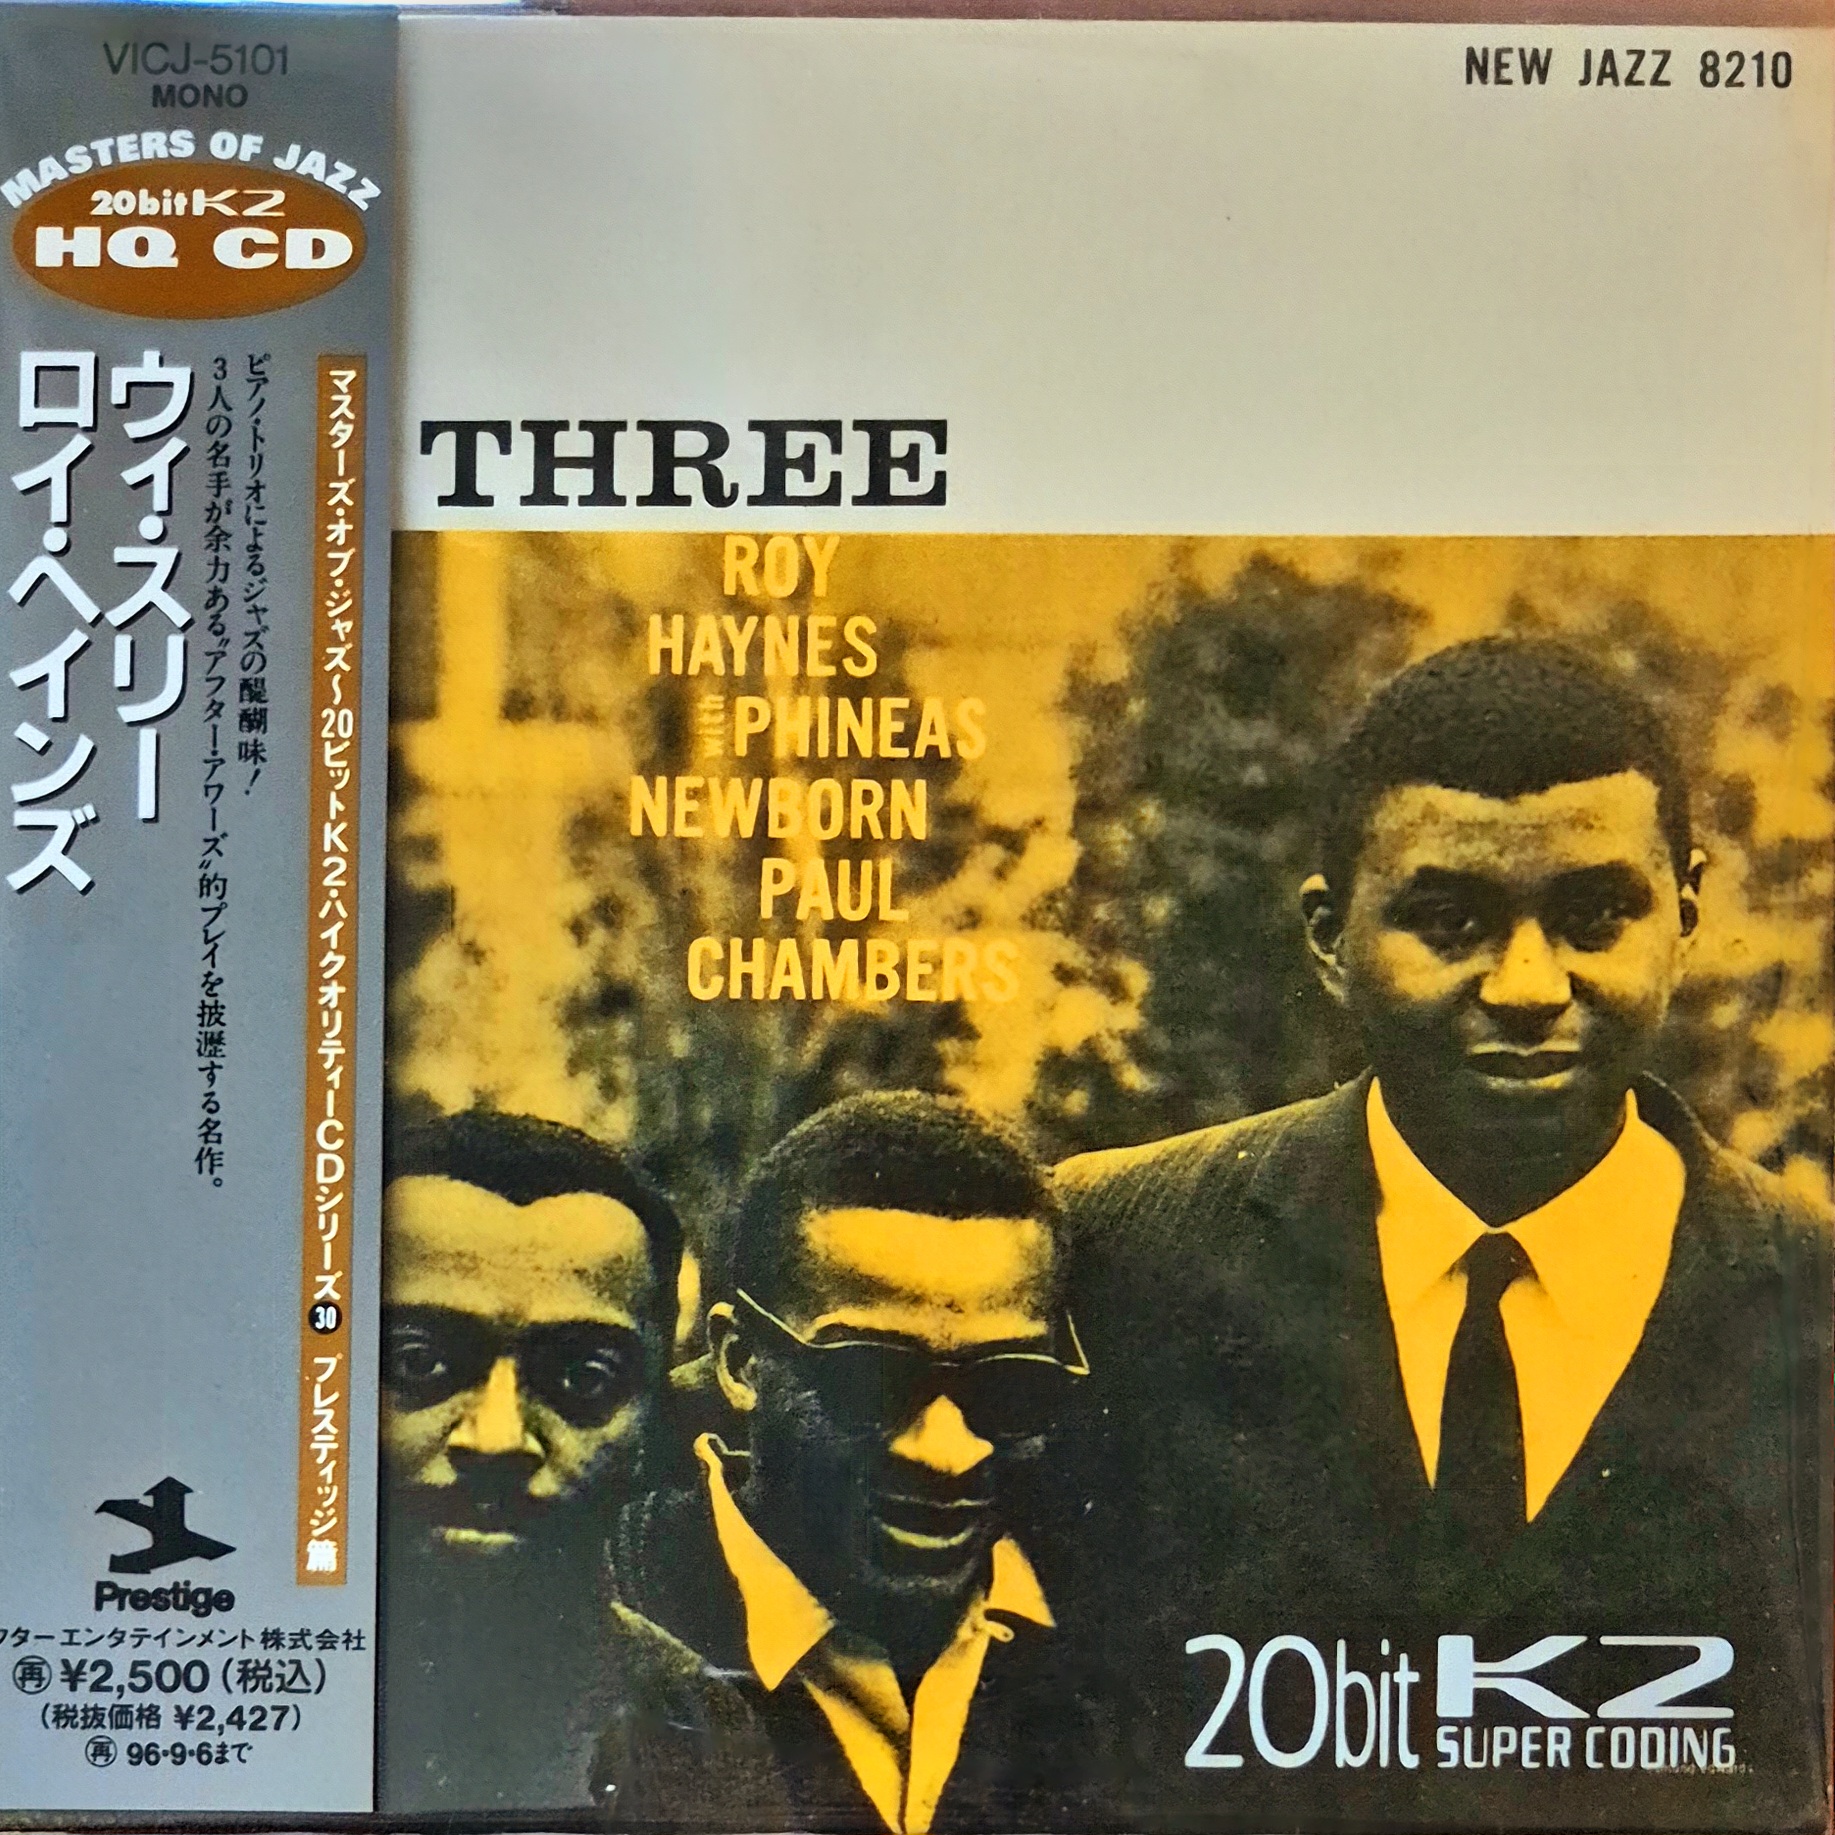 VICJ-5101
MONO
MASTERS OF JAZZ
20bit K2
HQ CD
マスターズ・オブ・ジャズ〜20ビットK2・ハイクオリティーCDシリーズ㉚ プレスティッジ篇
ピアノ・トリオによるジャズの醍醐味！
3人の名手が余力ある〝アフター・アワーズ〟的プレイを披瀝する名作。
ウィ・スリー
ロイ・ヘインズ
Prestige
クターエンタテインメント株式会社
㊢¥2,500(税込)
(税抜価格 ¥2,427)
96・9・6まで
NEW JAZZ 8210
THREE
ROY
HAYNES
with PHINEAS
NEWBORN
PAUL
CHAMBERS
20bit K2
SUPER CODING